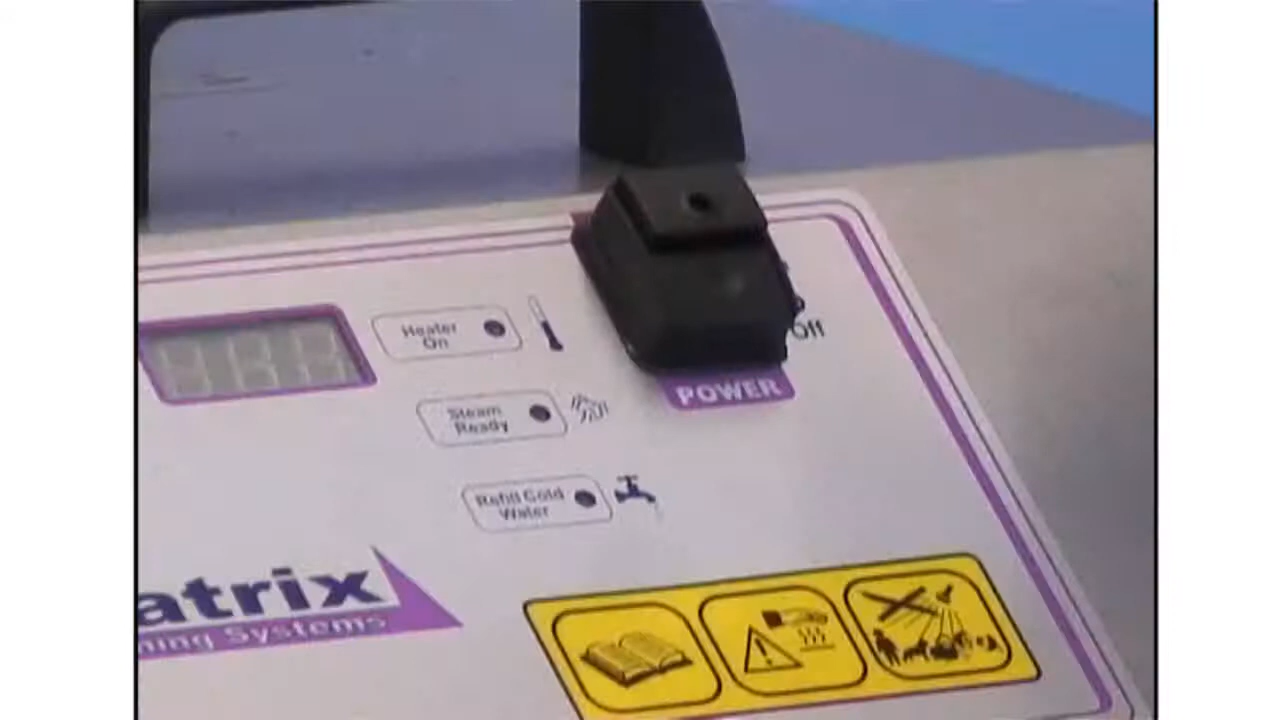 Heater
On
Off
POWER
Steam
Ready
Refill Cold
Water
atrix
ning Systems